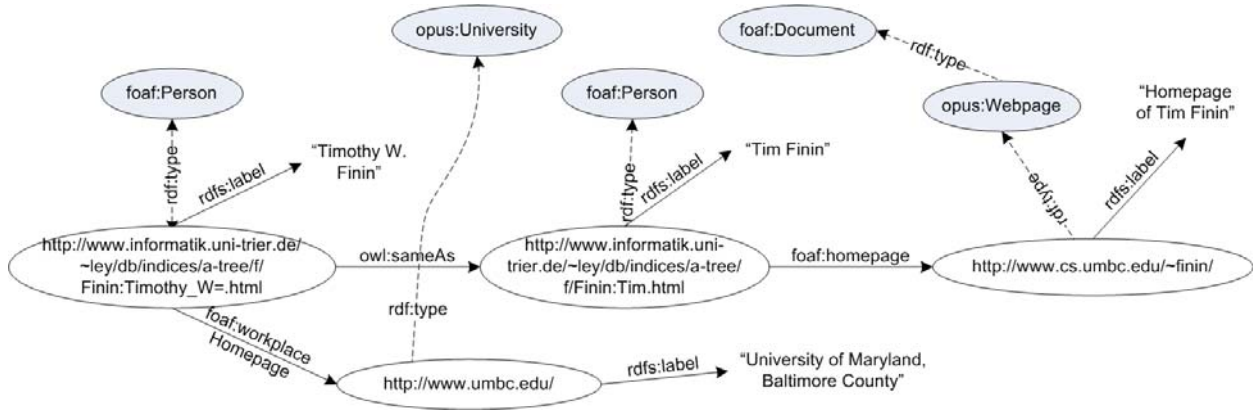 opus:University
foaf:Document
rdf:type
foaf:Person
foaf:Person
opus:Webpage
"Homepage
of Tim Finin"
"Timothy W.
Finin"
"Tim Finin"
rdf:type
rdfs:label
rdf:type
rdfs:label
rdf:type
rdfs:label
http://www.informatik.uni-trier.de/
~ley/db/indices/a-tree/f/
Finin:Timothy_W=.html
owl:sameAs
http://www.informatik.uni-
trier.de/~ley/db/indices/a-tree/
f/Finin:Tim.html
foaf:homepage
http://www.cs.umbc.edu/~finin/
rdf:type
foaf:workplace
Homepage
http://www.umbc.edu/
rdfs:label
"University of Maryland,
Baltimore County"